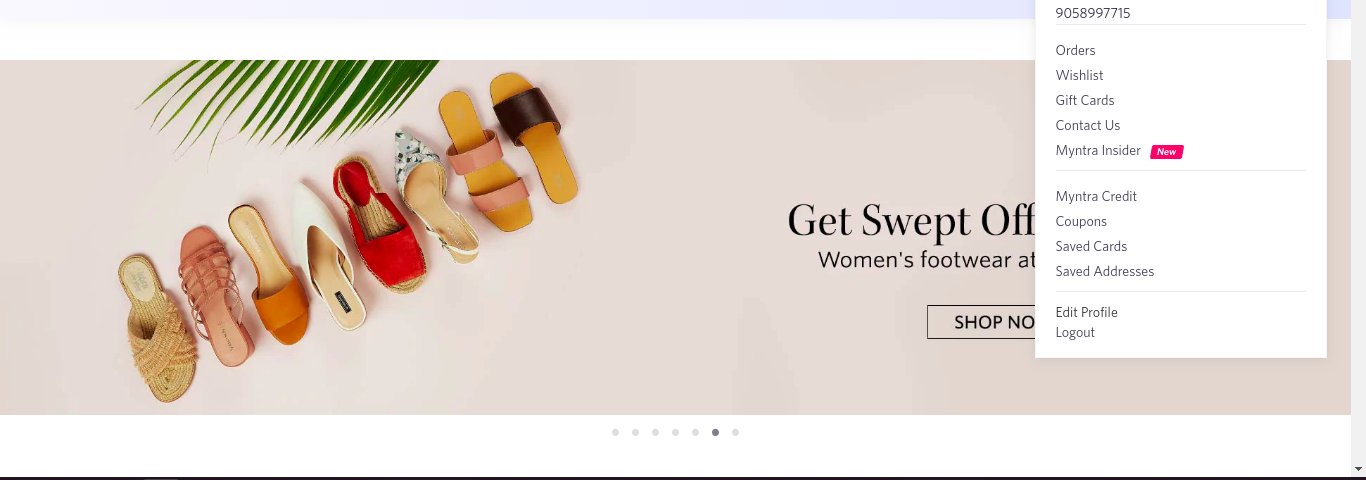 9058997715
Orders
Wishlist
Gift Cards
Contact Us
Myntra Insider New
Myntra Credit
Coupons
Saved Cards
Saved Addresses
Edit Profile
Logout
Get Swept Off
Women's footwear at
SHOP NO